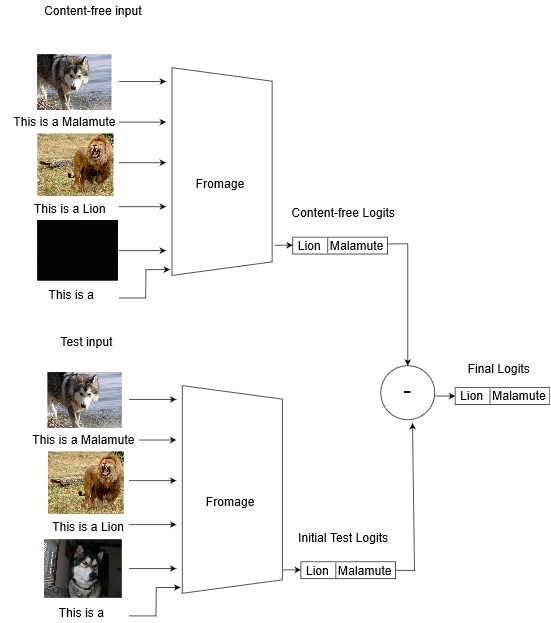 Content-free input
This is a Malamute
This is a Lion
This is a
Fromage
Content-free Logits
Lion Malamute
Test input
This is a Malamute
This is a Lion
This is a
Fromage
Initial Test Logits
Lion Malamute
-
Final Logits
Lion Malamute